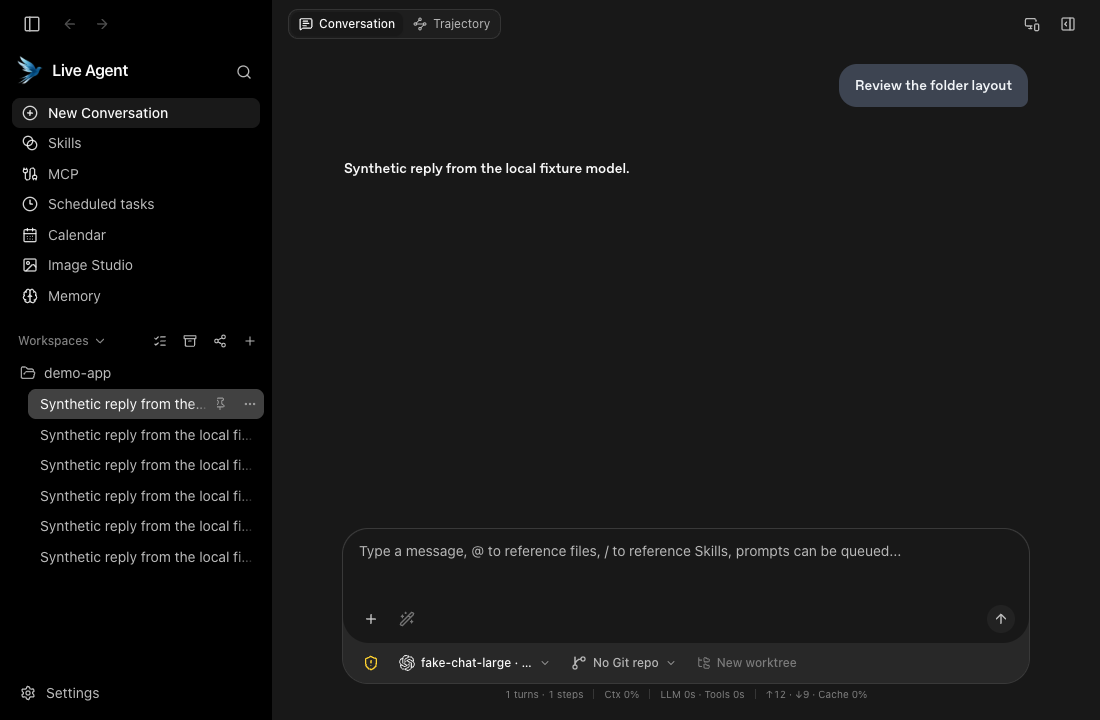 Live Agent
New Conversation
Skills
MCP
Scheduled tasks
Calendar
Image Studio
Memory
Workspaces
demo-app
Synthetic reply from the...
Synthetic reply from the local fi...
Synthetic reply from the local fi...
Synthetic reply from the local fi...
Synthetic reply from the local fi...
Synthetic reply from the local fi...
Settings
Conversation
Trajectory
Review the folder layout
Synthetic reply from the local fixture model.
Type a message, @ to reference files, / to reference Skills, prompts can be queued...
fake-chat-large · ...
No Git repo
New worktree
1 turns · 1 steps
Ctx 0%
LLM 0s · Tools 0s
↑12 · ↓9 · Cache 0%